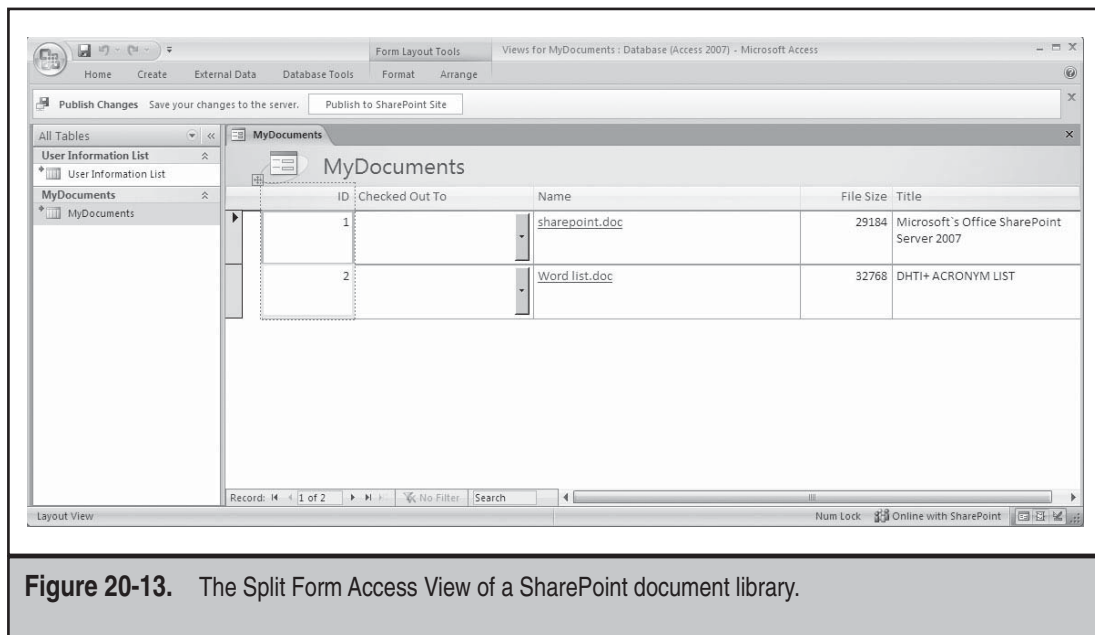 Form Layout Tools Views for MyDocuments : Database (Access 2007) - Microsoft Access
Home Create External Data Database Tools Format Arrange
Publish Changes Save your changes to the server. Publish to SharePoint Site
All Tables
User Information List
User Information List
MyDocuments
MyDocuments
MyDocuments
MyDocuments
ID Checked Out To Name File Size Title
1 sharepoint.doc 29184 Microsoft`s Office SharePoint
Server 2007
2 Word list.doc 32768 DHTI+ ACRONYM LIST
Record: 1 of 2 No Filter Search
Layout View Num Lock Online with SharePoint
Figure 20-13. The Split Form Access View of a SharePoint document library.